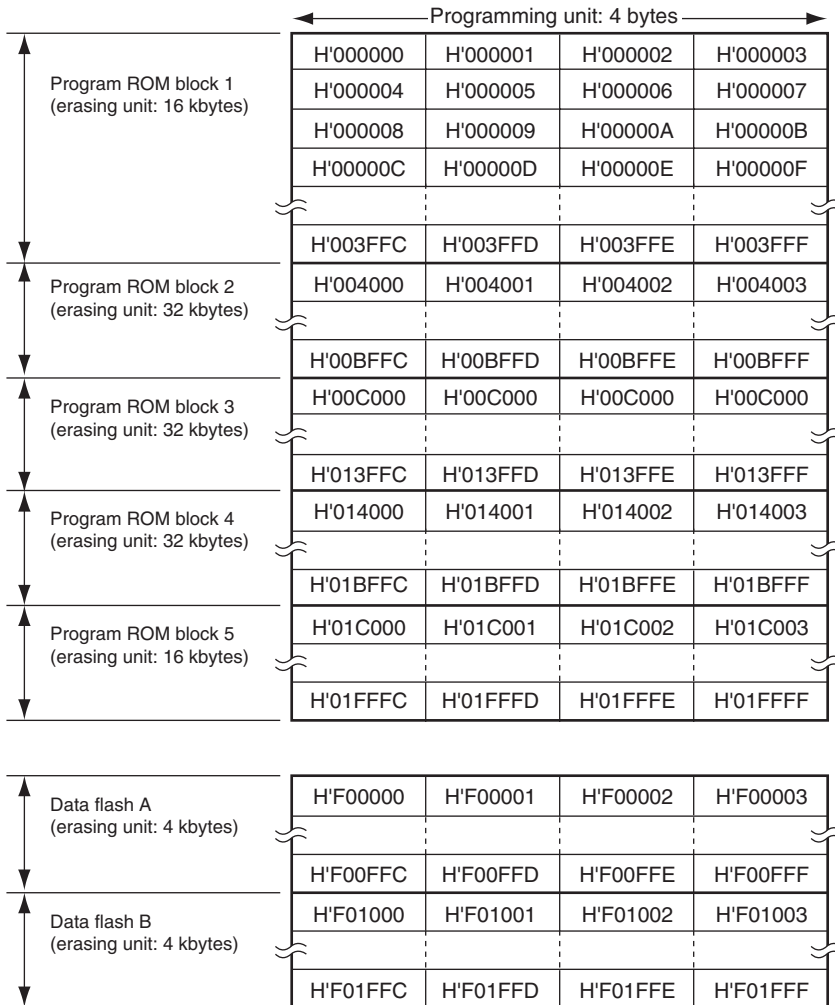 Programming unit: 4 bytes
H'000000 H'000001 H'000002 H'000003
Program ROM block 1
(erasing unit: 16 kbytes)
H'000004 H'000005 H'000006 H'000007
H'000008 H'000009 H'00000A H'00000B
H'00000C H'00000D H'00000E H'00000F
H'003FFC H'003FFD H'003FFE H'003FFF
Program ROM block 2
(erasing unit: 32 kbytes)
H'004000 H'004001 H'004002 H'004003
H'00BFFC H'00BFFD H'00BFFE H'00BFFF
Program ROM block 3
(erasing unit: 32 kbytes)
H'00C000 H'00C000 H'00C000 H'00C000
H'013FFC H'013FFD H'013FFE H'013FFF
Program ROM block 4
(erasing unit: 32 kbytes)
H'014000 H'014001 H'014002 H'014003
H'01BFFC H'01BFFD H'01BFFE H'01BFFF
Program ROM block 5
(erasing unit: 16 kbytes)
H'01C000 H'01C001 H'01C002 H'01C003
H'01FFFC H'01FFFD H'01FFFE H'01FFFF
Data flash A
(erasing unit: 4 kbytes)
H'F00000 H'F00001 H'F00002 H'F00003
H'F00FFC H'F00FFD H'F00FFE H'F00FFF
Data flash B
(erasing unit: 4 kbytes)
H'F01000 H'F01001 H'F01002 H'F01003
H'F01FFC H'F01FFD H'F01FFE H'F01FFF